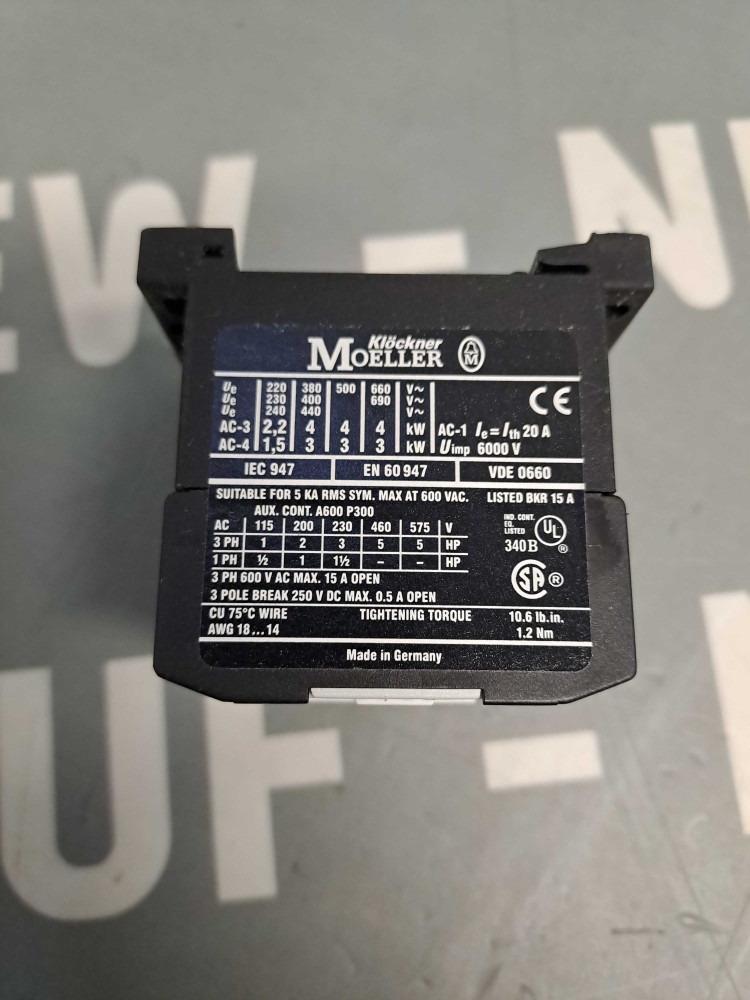 EW - N
Klöckner
MOELLER M
Ue 220 380 500 660 V~
Ue 230 400 690 V~
Ue 240 440 V~
CE
AC-3 2,2 4 4 4 kW AC-1 Ie = Ith 20 A
AC-4 1,5 3 3 3 kW Uimp 6000 V
IEC 947 EN 60 947 VDE 0660
SUITABLE FOR 5 KA RMS SYM. MAX AT 600 VAC. LISTED BKR 15 A
AUX. CONT. A600 P300
AC 115 200 230 460 575 V
3 PH 1 2 3 5 5 HP
1 PH ½ 1 1½ – – HP
IND. CONT.
EQ.
LISTED
340 B
UL ®
SA ®
3 PH 600 V AC MAX. 15 A OPEN
3 POLE BREAK 250 V DC MAX. 0.5 A OPEN
CU 75°C WIRE TIGHTENING TORQUE 10.6 lb.in.
AWG 18...14 1.2 Nm
Made in Germany
UF -